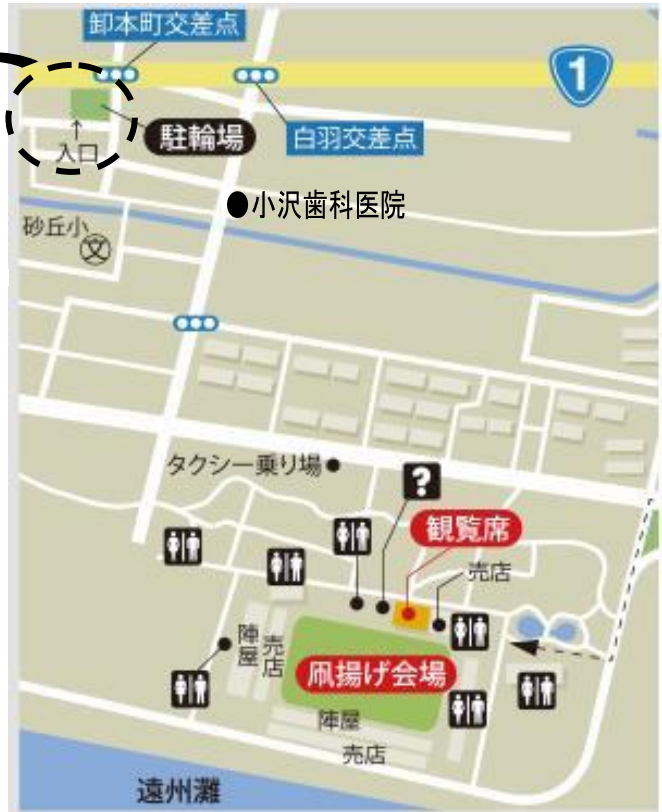 卸本町交差点
1
↑
入口
駐輪場
白羽交差点
●小沢歯科医院
砂丘小
文
タクシー乗り場●
?
観覧席
売店
陣屋
売店
凧揚げ会場
陣屋
売店
遠州灘